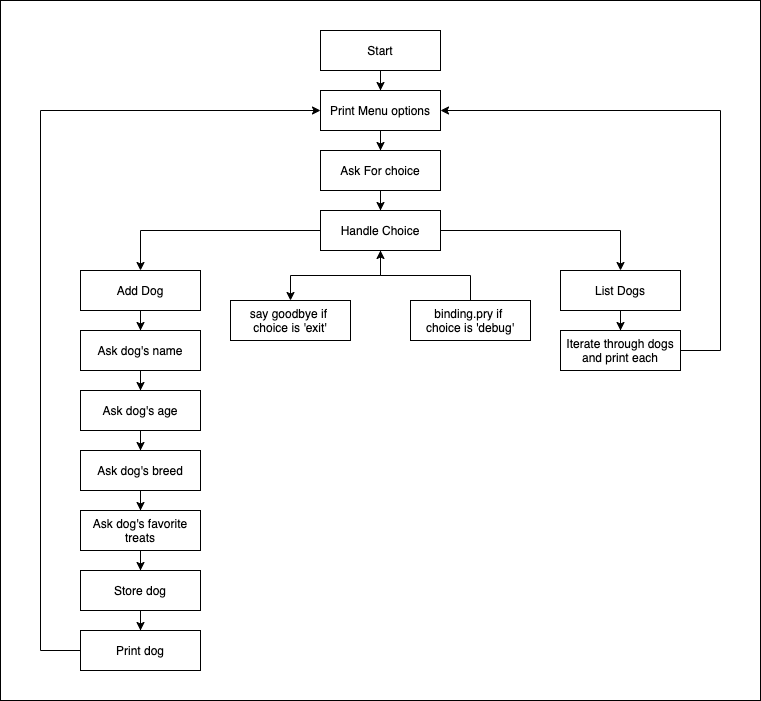 Start
Print Menu options
Ask For choice
Handle Choice
Add Dog
say goodbye if
choice is 'exit'
binding.pry if
choice is 'debug'
List Dogs
Ask dog's name
Iterate through dogs
and print each
Ask dog's age
Ask dog's breed
Ask dog's favorite
treats
Store dog
Print dog